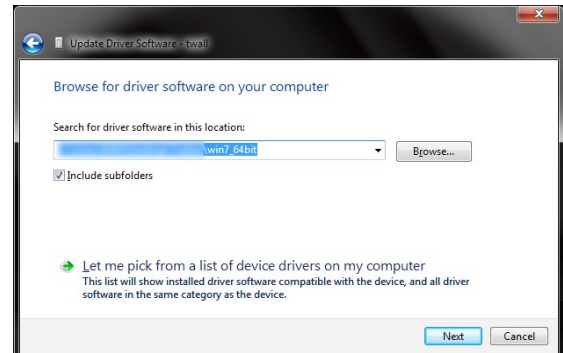 Update Driver Software - twall
Browse for driver software on your computer
Search for driver software in this location:
\win7_64bit
Browse...
Include subfolders
Let me pick from a list of device drivers on my computer
This list will show installed driver software compatible with the device, and all driver
software in the same category as the device.
Next
Cancel